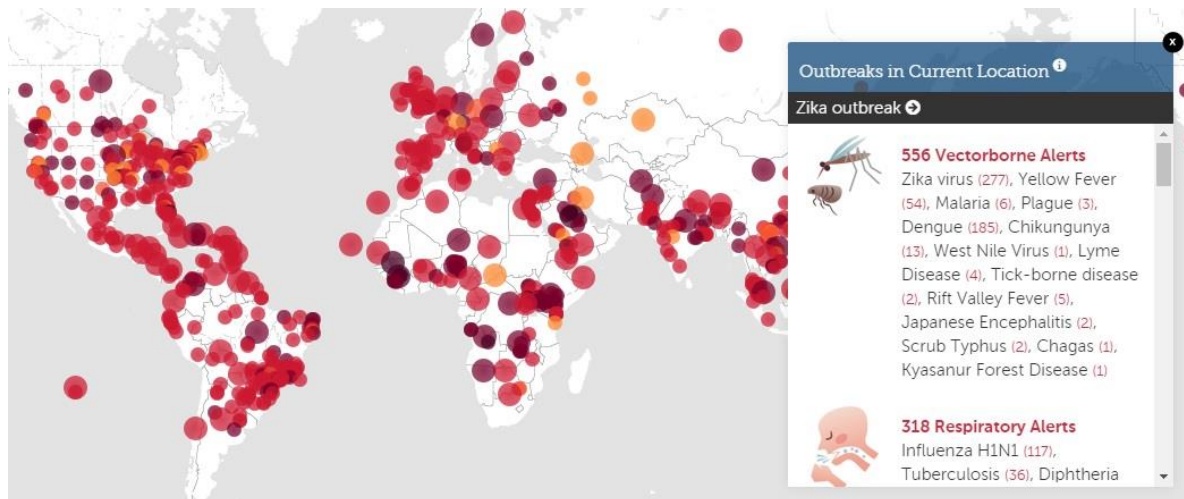 x
Outbreaks in Current Location i
Zika outbreak
556 Vectorborne Alerts
Zika virus (277), Yellow Fever
(54), Malaria (6), Plague (3),
Dengue (185), Chikungunya
(13), West Nile Virus (1), Lyme
Disease (4), Tick-borne disease
(2), Rift Valley Fever (5),
Japanese Encephalitis (2),
Scrub Typhus (2), Chagas (1),
Kyasanur Forest Disease (1)
318 Respiratory Alerts
Influenza H1N1 (117),
Tuberculosis (36), Diphtheria